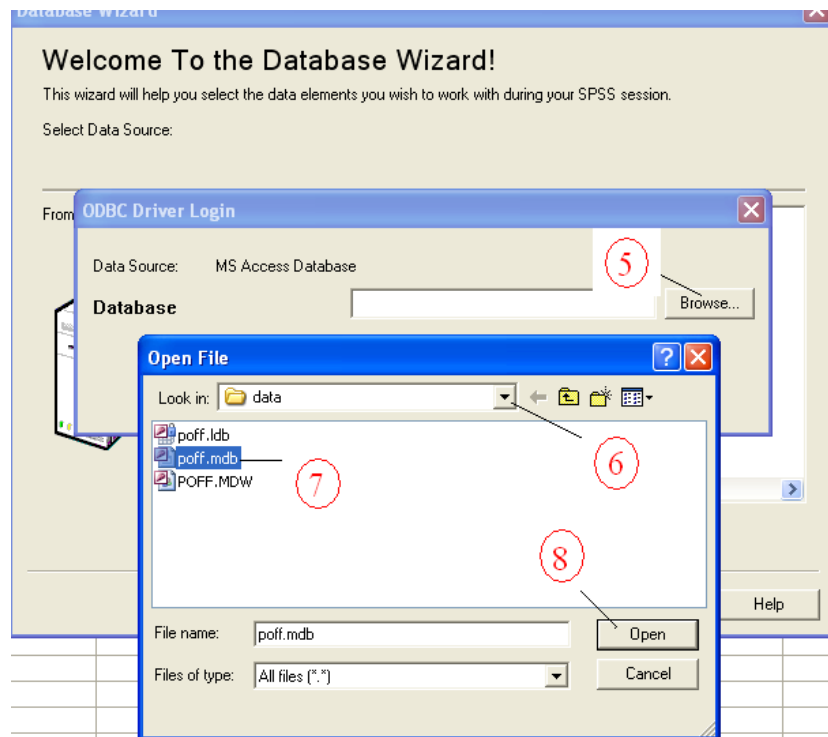 Database Wizard
Welcome To the Database Wizard!
This wizard will help you select the data elements you wish to work with during your SPSS session.
Select Data Source:
From
ODBC Driver Login
Data Source: MS Access Database
5
Database
Browse...
Open File
Look in: data
poff.ldb
poff.mdb
POFF.MDW
6
7
8
Help
File name: poff.mdb
Open
Files of type: All files (*.*)
Cancel